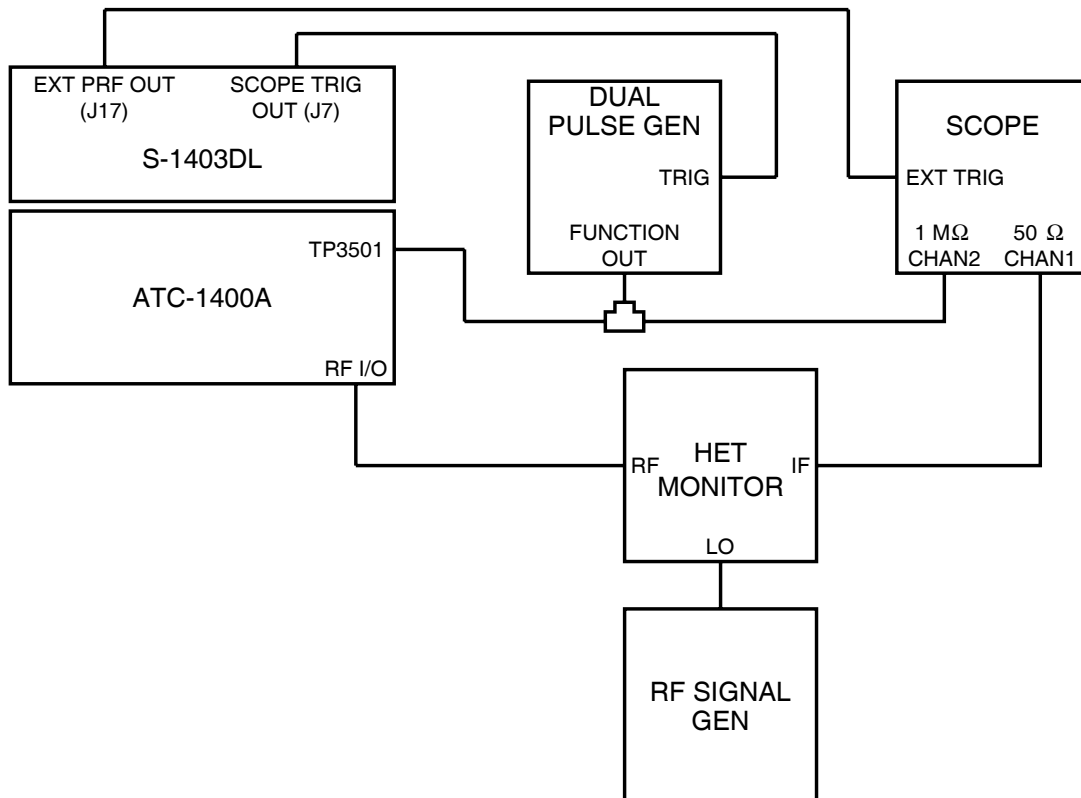 EXT PRF OUT
(J17)
SCOPE TRIG
OUT (J7)
S-1403DL
DUAL
PULSE GEN
TRIG
FUNCTION
OUT
SCOPE
EXT TRIG
1 MΩ
CHAN2
50 Ω
CHAN1
TP3501
ATC-1400A
RF I/O
RF
HET
MONITOR
IF
LO
RF SIGNAL
GEN